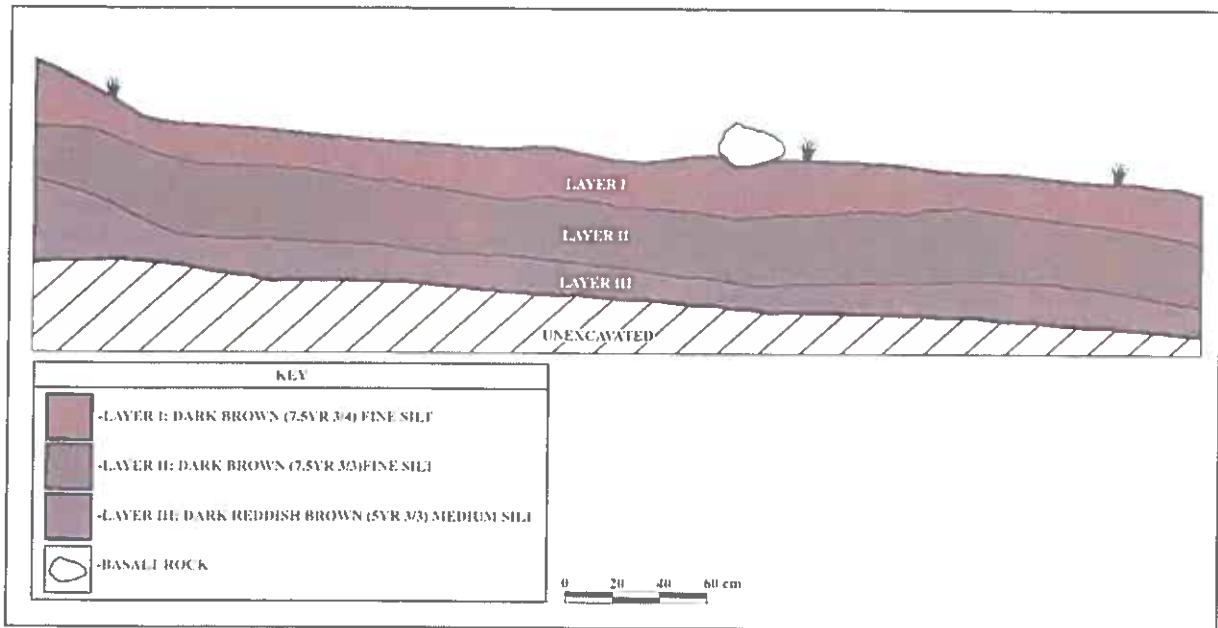 LAYER I
LAYER II
LAYER III
UNEXCAVATED
KEY
-LAYER I: DARK BROWN (7.5YR 3/4) FINE SILT
-LAYER II: DARK BROWN (7.5YR 3/3)FINE SILT
-LAYER III: DARK REDDISH BROWN (5YR 3/3) MEDIUM SILT
-BASALT ROCK
0 20 40 60 cm